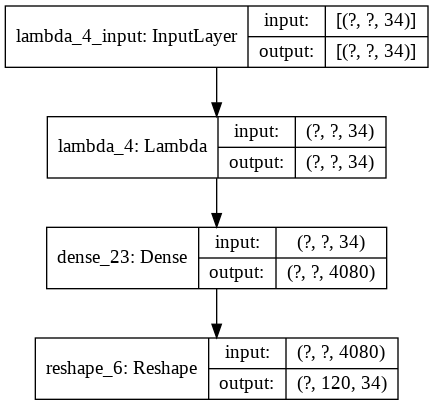 lambda_4_input: InputLayer
input: [(?, ?, 34)]
output: [(?, ?, 34)]
lambda_4: Lambda
input: (?, ?, 34)
output: (?, ?, 34)
dense_23: Dense
input: (?, ?, 34)
output: (?, ?, 4080)
reshape_6: Reshape
input: (?, ?, 4080)
output: (?, 120, 34)